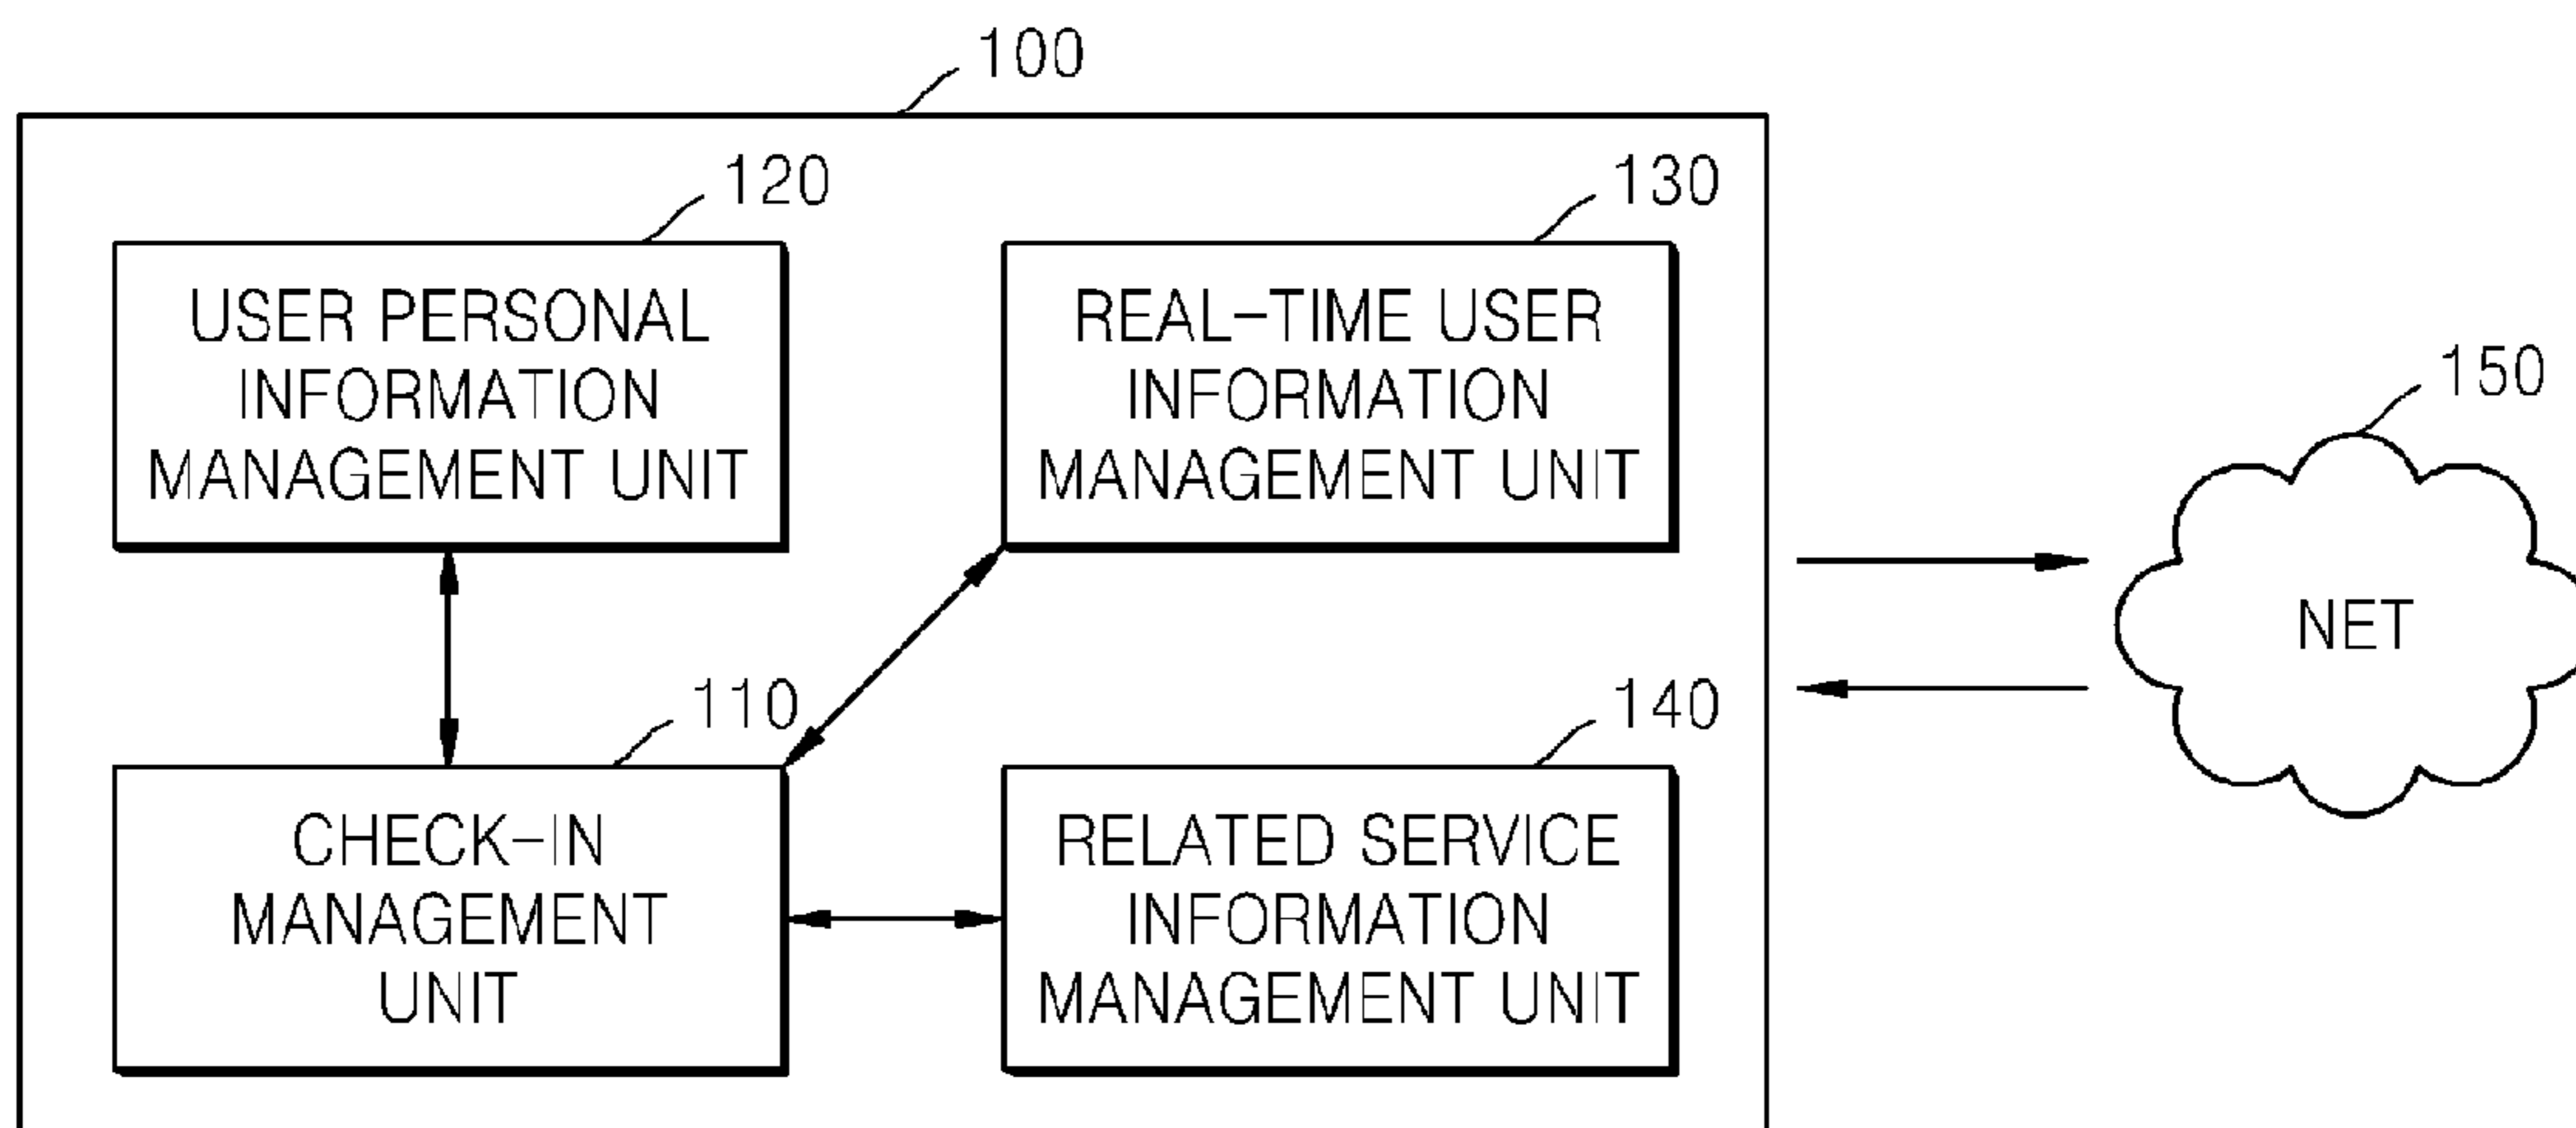 100
120
130
USER PERSONAL
INFORMATION
MANAGEMENT UNIT
REAL-TIME USER
INFORMATION
MANAGEMENT UNIT
150
NET
110
140
CHECK-IN
MANAGEMENT
UNIT
RELATED SERVICE
INFORMATION
MANAGEMENT UNIT